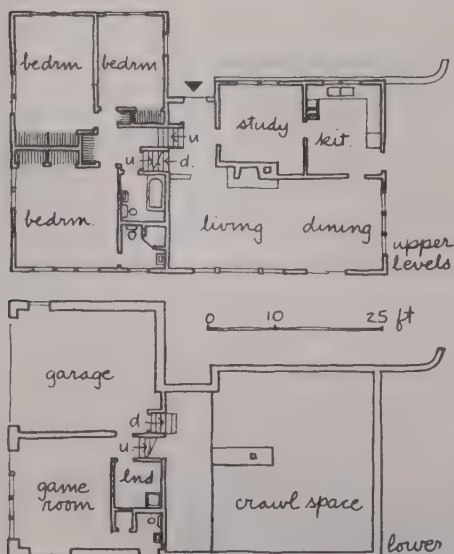 bedrm
bedrm
u
study
kit.
u
d.
bedrm.
living
dining
upper
levels
0 10 25 ft
garage
d
u
lnd
game
room
crawl space
lower